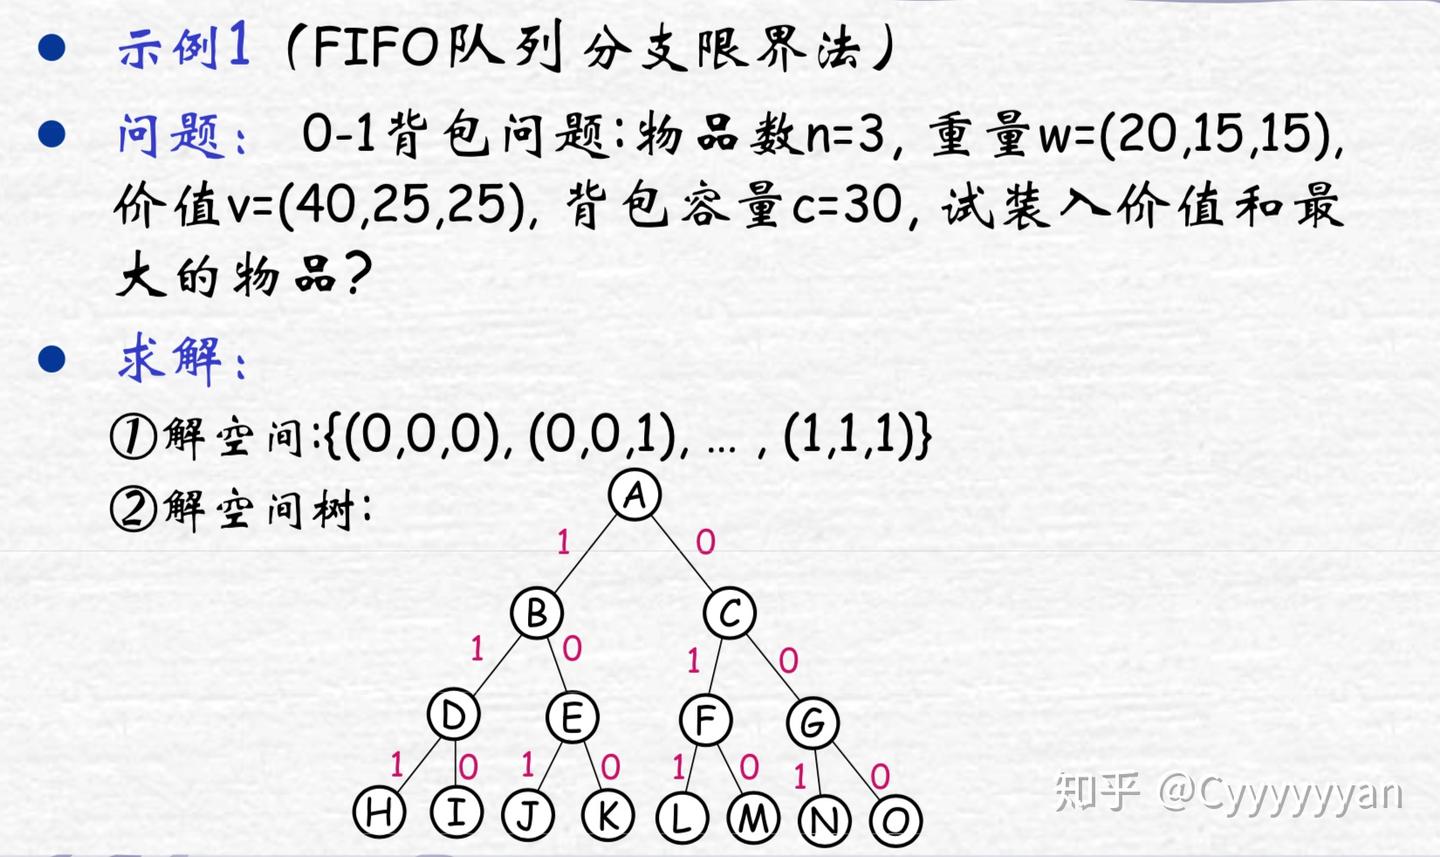 示例1（FIFO队列分支限界法）
问题： 0-1背包问题:物品数n=3, 重量w=(20,15,15),
价值v=(40,25,25), 背包容量c=30, 试装入价值和最
大的物品?
求解：
①解空间:{(0,0,0), (0,0,1), ... , (1,1,1)}
②解空间树:
A
1 0
B C
1 0 1 0
D E F G
1 0 1 0 1 0 1 0
H I J K L M N O
知乎 @Cyyyyyyan